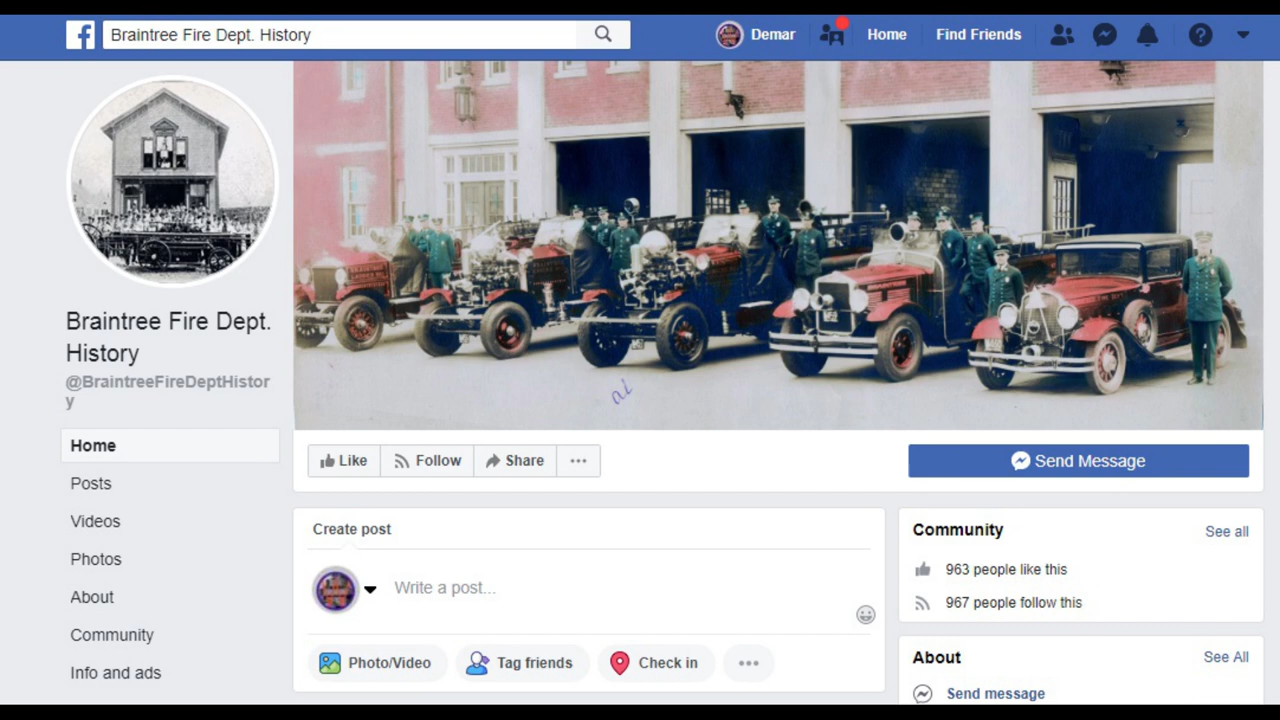 Braintree Fire Dept. History
Demar
Home
Find Friends
Braintree Fire Dept.
History
@BraintreeFireDeptHistor
y
Home
Posts
Videos
Photos
About
Community
Info and ads
Like
Follow
Share
Send Message
Create post
Write a post...
Photo/Video
Tag friends
Check in
Community
See all
963 people like this
967 people follow this
About
See All
Send message